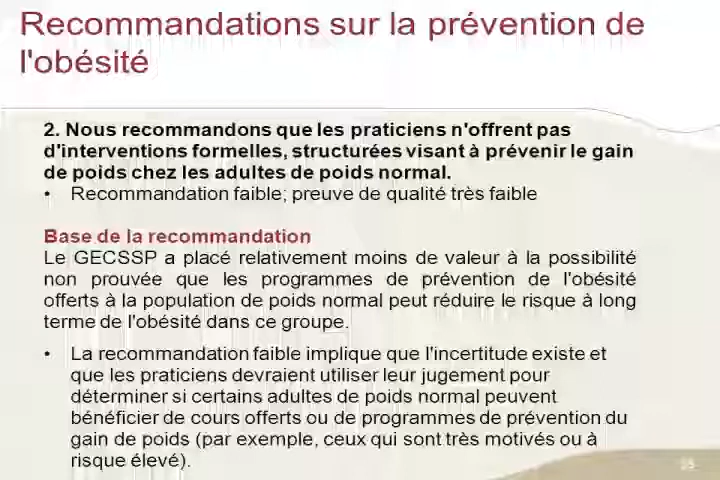 Recommandations sur la prévention de
l'obésité
2. Nous recommandons que les praticiens n'offrent pas
d'interventions formelles, structurées visant à prévenir le gain
de poids chez les adultes de poids normal.
• Recommandation faible; preuve de qualité très faible
Base de la recommandation
Le GECSSP a placé relativement moins de valeur à la possibilité
non prouvée que les programmes de prévention de l'obésité
offerts à la population de poids normal peut réduire le risque à long
terme de l'obésité dans ce groupe.
• La recommandation faible implique que l'incertitude existe et
que les praticiens devraient utiliser leur jugement pour
déterminer si certains adultes de poids normal peuvent
bénéficier de cours offerts ou de programmes de prévention du
gain de poids (par exemple, ceux qui sont très motivés ou à
risque élevé).